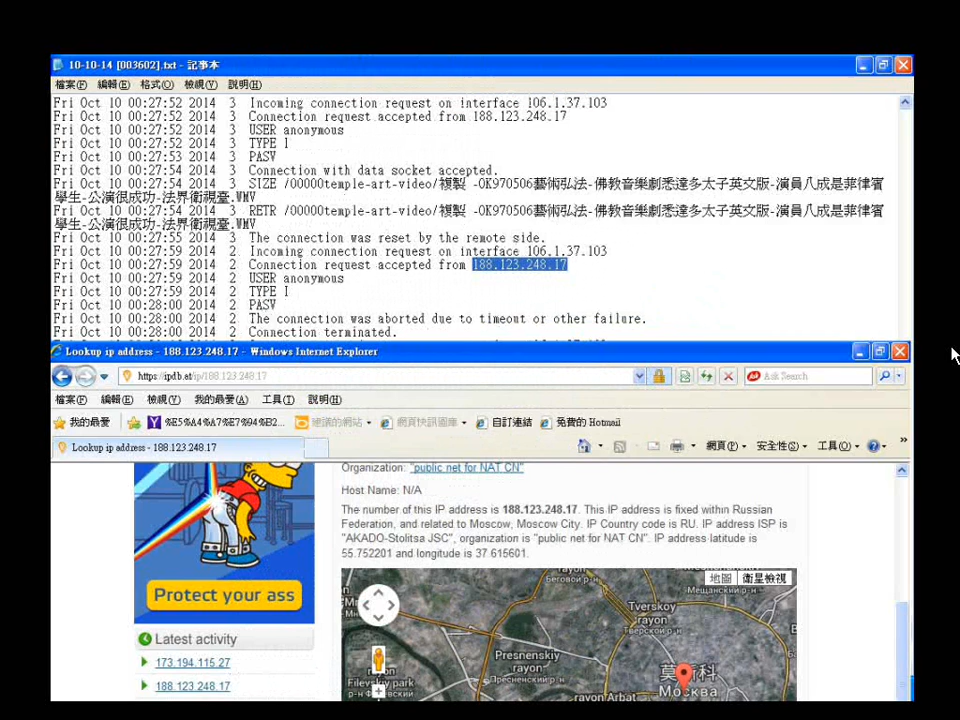 10-10-14 [003602].txt - 記事本
檔案(F) 編輯(E) 格式(O) 檢視(V) 說明(H)
Fri Oct 10 00:27:52 2014 3 Incoming connection request on interface 106.1.37.103
Fri Oct 10 00:27:52 2014 3 Connection request accepted from 188.123.248.17
Fri Oct 10 00:27:52 2014 3 USER anonymous
Fri Oct 10 00:27:52 2014 3 TYPE I
Fri Oct 10 00:27:53 2014 3 PASV
Fri Oct 10 00:27:54 2014 3 Connection with data socket accepted.
Fri Oct 10 00:27:54 2014 3 SIZE /00000temple-art-video/複製 -OK970506藝術弘法-佛教音樂劇悉達多太子英文版-演員八成是菲律賓
學生-公演很成功-法界衛視臺.WMV
Fri Oct 10 00:27:54 2014 3 RETR /00000temple-art-video/複製 -OK970506藝術弘法-佛教音樂劇悉達多太子英文版-演員八成是菲律賓
學生-公演很成功-法界衛視臺.WMV
Fri Oct 10 00:27:55 2014 3 The connection was reset by the remote side.
Fri Oct 10 00:27:59 2014 2 Incoming connection request on interface 106.1.37.103
Fri Oct 10 00:27:59 2014 2 Connection request accepted from 188.123.248.17
Fri Oct 10 00:27:59 2014 2 USER anonymous
Fri Oct 10 00:27:59 2014 2 TYPE I
Fri Oct 10 00:28:00 2014 2 PASV
Fri Oct 10 00:28:00 2014 2 The connection was aborted due to timeout or other failure.
Fri Oct 10 00:28:00 2014 2 Connection terminated.
Lookup ip address - 188.123.248.17 - Windows Internet Explorer
https://ipdb.at/ip/188.123.248.17
Ask Search
檔案(F) 編輯(E) 檢視(V) 我的最愛(A) 工具(T) 說明(H)
我的最愛 %E5%A4%A7%E7%94%B2... 建議的網站 網頁快訊圖庫 自訂連結 免費的 Hotmail
Lookup ip address - 188.123.248.17
網頁(P) 安全性(S) 工具(O)
Organization: "public net for NAT CN"
Host Name: N/A
The number of this IP address is 188.123.248.17. This IP address is fixed within Russian
Federation, and related to Moscow, Moscow City. IP Country code is RU. IP address ISP is
"AKADO-Stolitsa JSC", organization is "public net for NAT CN". IP address latitude is
55.752201 and longitude is 37.615601.
Protect your ass
Latest activity
173.194.115.27
188.123.248.17
地圖 衛星檢視
Беговой р-н
Мещанский р-н
Tverskoy
rayon
Тверской
Presnenskiy
rayon
Пресненский
rayon
Filevskiy park
rayon Arbat
莫斯科
Москва